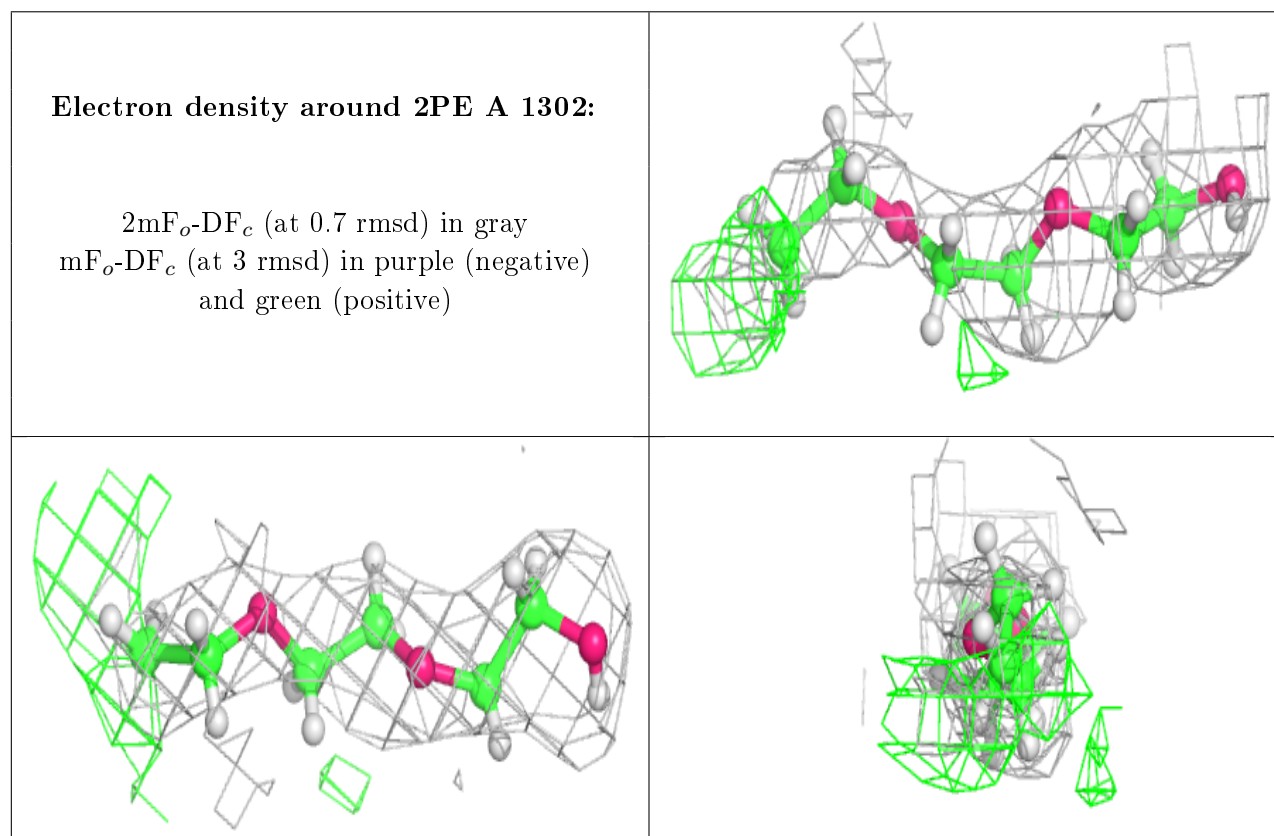 Electron density around 2PE A 1302:
2mFₒ-DF𝒸 (at 0.7 rmsd) in gray
mFₒ-DF𝒸 (at 3 rmsd) in purple (negative)
and green (positive)